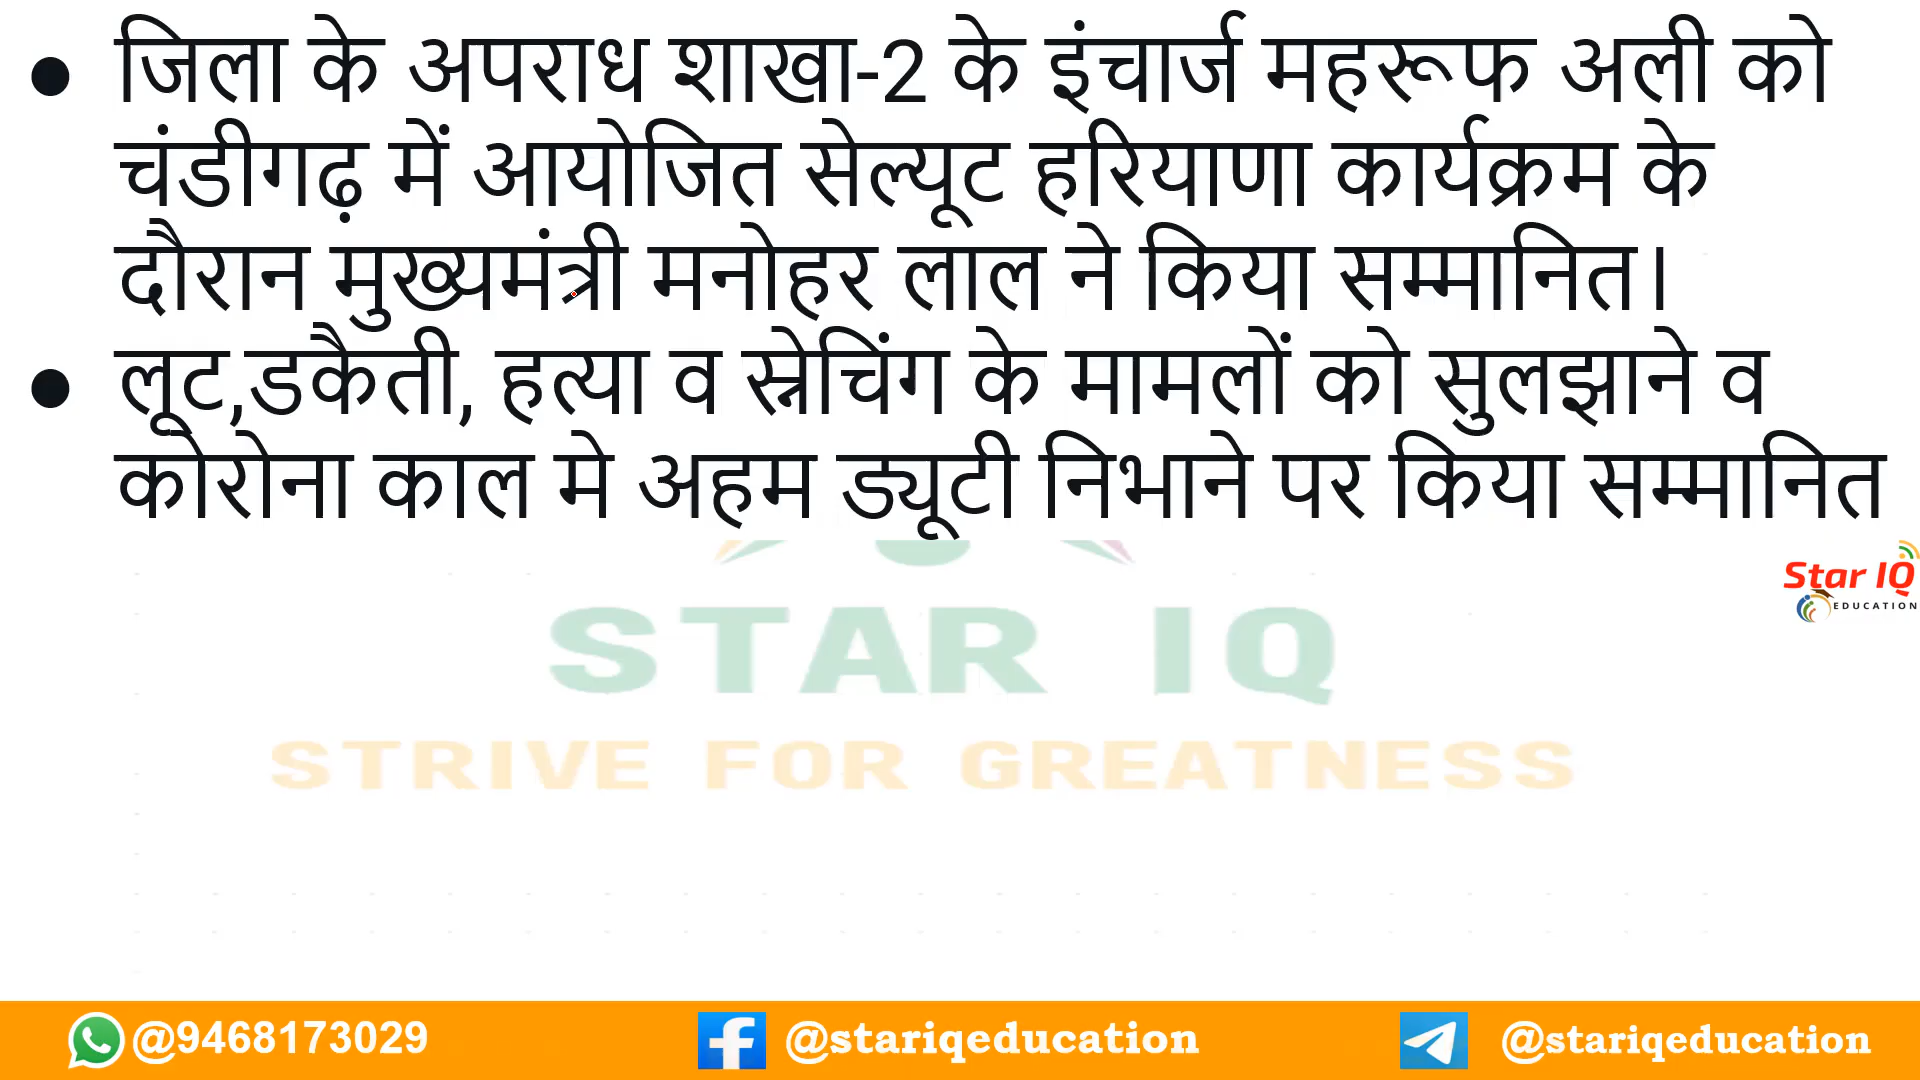 ● जिला के अपराध शाखा-2 के इंचार्ज महरूफ अली को
चंडीगढ़ में आयोजित सेल्यूट हरियाणा कार्यक्रम के
दौरान मुख्यमंत्री मनोहर लाल ने किया सम्मानित।
● लूट,डकैती, हत्या व स्नेचिंग के मामलों को सुलझाने व
कोरोना काल मे अहम ड्यूटी निभाने पर किया सम्मानित
Star IQ
EDUCATION
STAR IQ
STRIVE FOR GREATNESS
@9468173029 @stariqeducation @stariqeducation